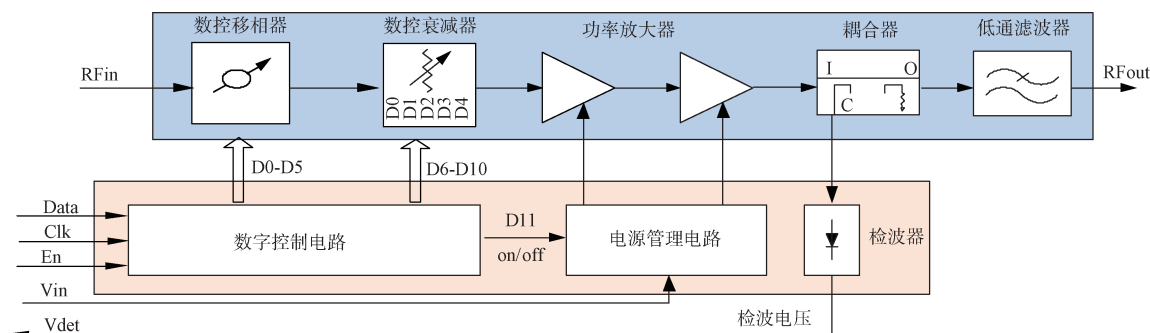 数控移相器
数控衰减器
功率放大器
耦合器
低通滤波器
RFin
D0
D1
D2
D3
D4
I
O
C
RFout
D0-D5
D6-D10
Data
Clk
En
数字控制电路
D11
on/off
电源管理电路
检波器
Vin
Vdet
检波电压